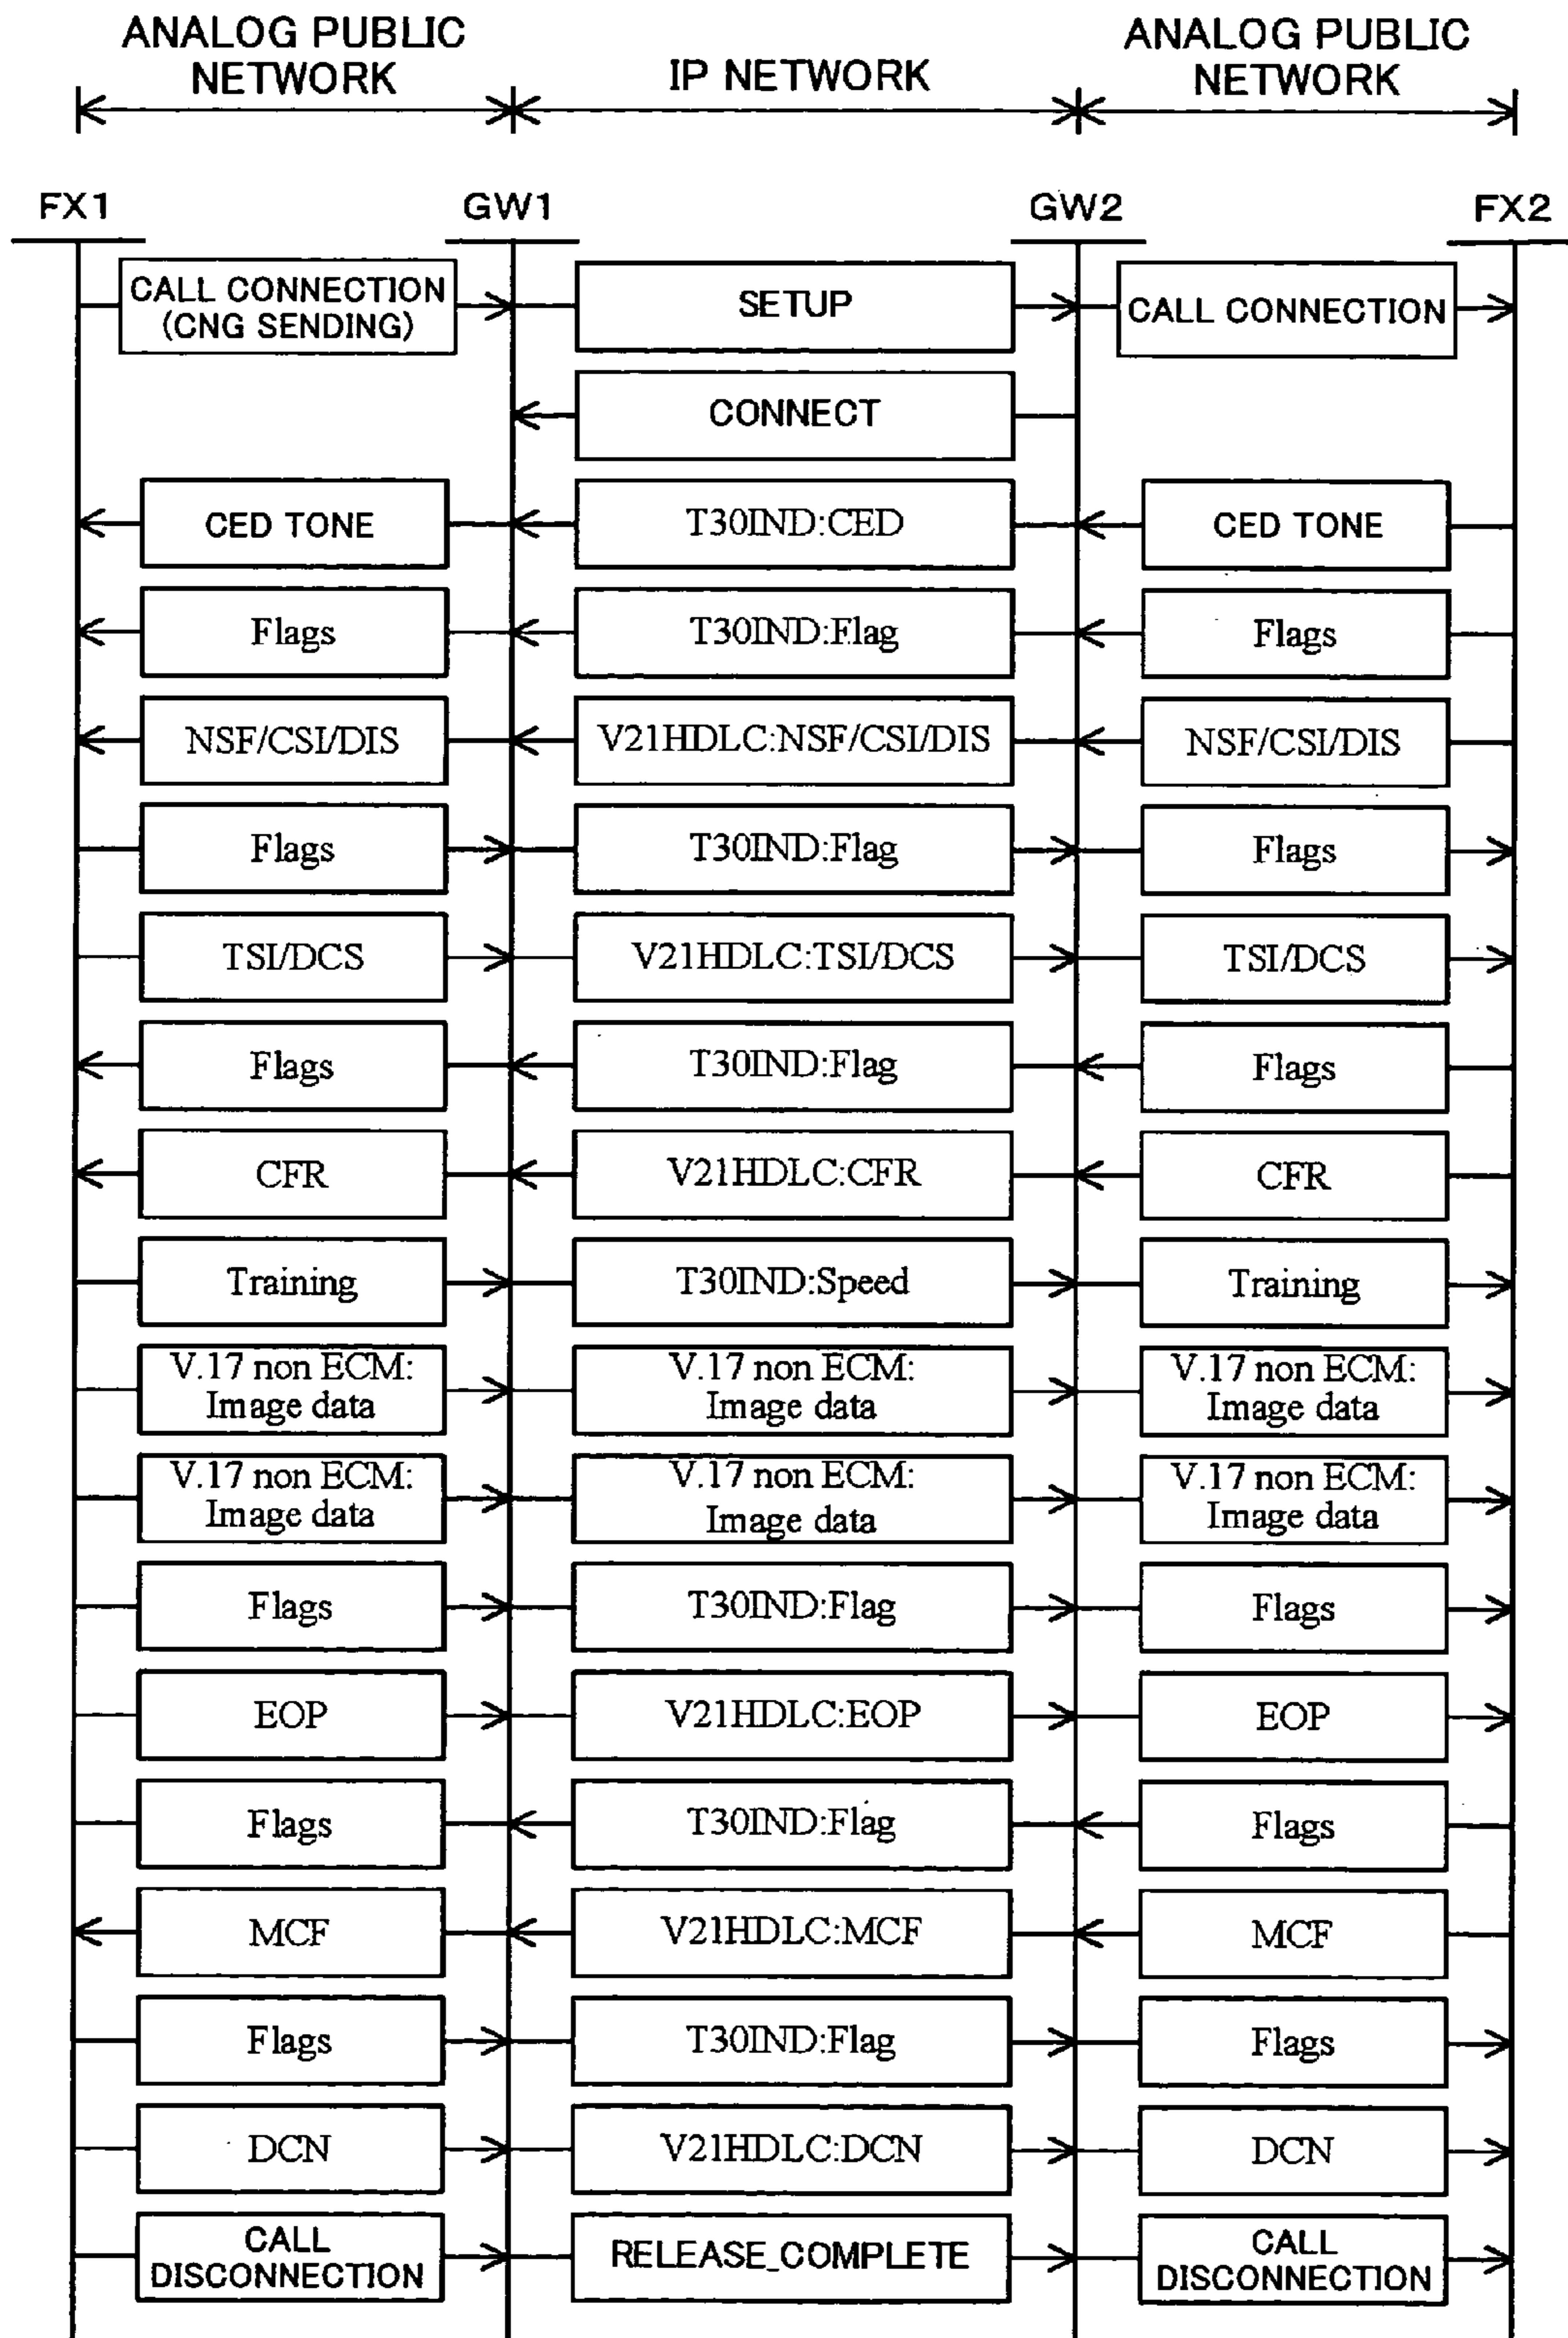 ANALOG PUBLIC
NETWORK
IP NETWORK
ANALOG PUBLIC
NETWORK
FX1
GW1
GW2
FX2
CALL CONNECTION
(CNG SENDING)
SETUP
CALL CONNECTION
CONNECT
CED TONE
T30IND:CED
CED TONE
Flags
T30IND:Flag
Flags
NSF/CSI/DIS
V21HDLC:NSF/CSI/DIS
NSF/CSI/DIS
Flags
T30IND:Flag
Flags
TSI/DCS
V21HDLC:TSI/DCS
TSI/DCS
Flags
T30IND:Flag
Flags
CFR
V21HDLC:CFR
CFR
Training
T30IND:Speed
Training
V.17 non ECM:
Image data
V.17 non ECM:
Image data
V.17 non ECM:
Image data
V.17 non ECM:
Image data
V.17 non ECM:
Image data
V.17 non ECM:
Image data
Flags
T30IND:Flag
Flags
EOP
V21HDLC:EOP
EOP
Flags
T30IND:Flag
Flags
MCF
V21HDLC:MCF
MCF
Flags
T30IND:Flag
Flags
DCN
V21HDLC:DCN
DCN
CALL
DISCONNECTION
RELEASE_COMPLETE
CALL
DISCONNECTION